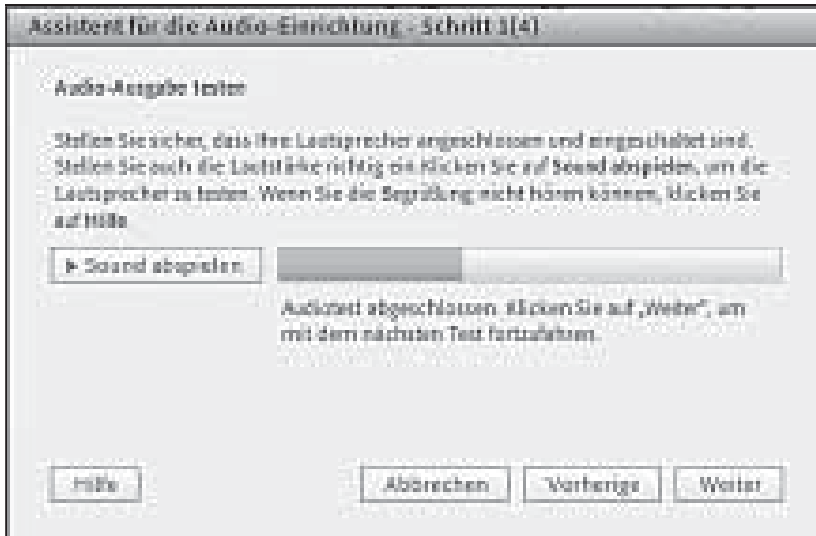 Assistent für die Audio-Einrichtung - Schritt 1(4)
Audio-Ausgabe testen
Stellen Sie sicher, dass Ihre Lautsprecher angeschlossen und eingeschaltet sind.
Stellen Sie auch die Lautstärke richtig ein Klicken Sie auf Sound abspielen, um die
Lautsprecher zu testen. Wenn Sie die Begrüßung nicht hören können, klicken Sie
auf Hilfe
Sound abspielen
Audiotest abgeschlossen. Klicken Sie auf „Weiter“, um
mit dem nächsten Test fortzufahren.
Hilfe
Abbrechen
Vorherige
Weiter